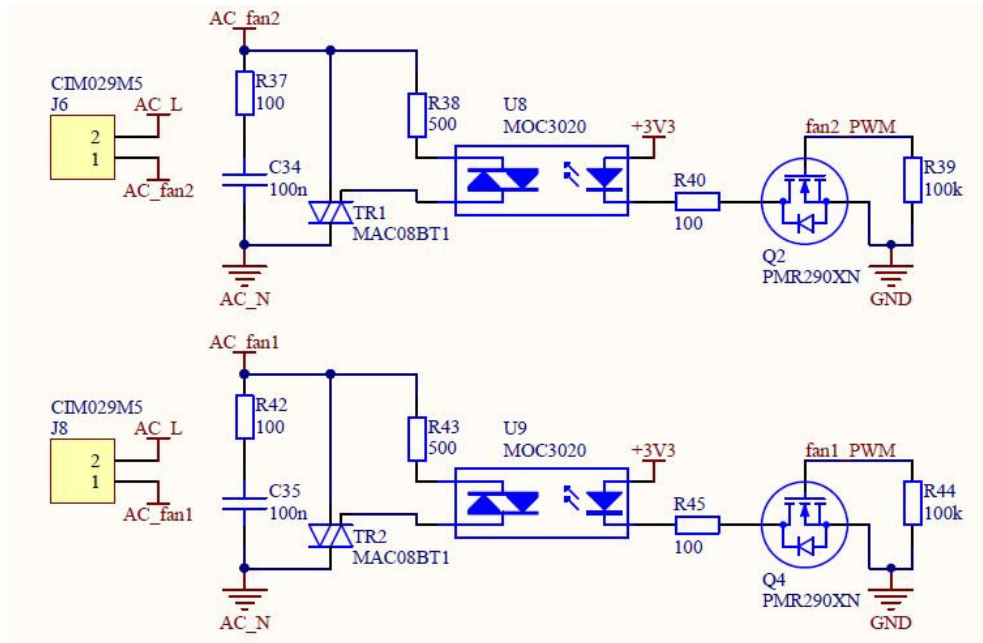 AC_fan2
CIM029M5
J6
AC_L
2
1
AC_fan2
R37
100
C34
100n
AC_N
TR1
MAC08BT1
R38
500
U8
MOC3020
+3V3
R40
100
fan2_PWM
R39
100k
Q2
PMR290XN
GND
AC_fan1
CIM029M5
J8
AC_L
2
1
AC_fan1
R42
100
C35
100n
AC_N
TR2
MAC08BT1
R43
500
U9
MOC3020
+3V3
R45
100
fan1_PWM
R44
100k
Q4
PMR290XN
GND